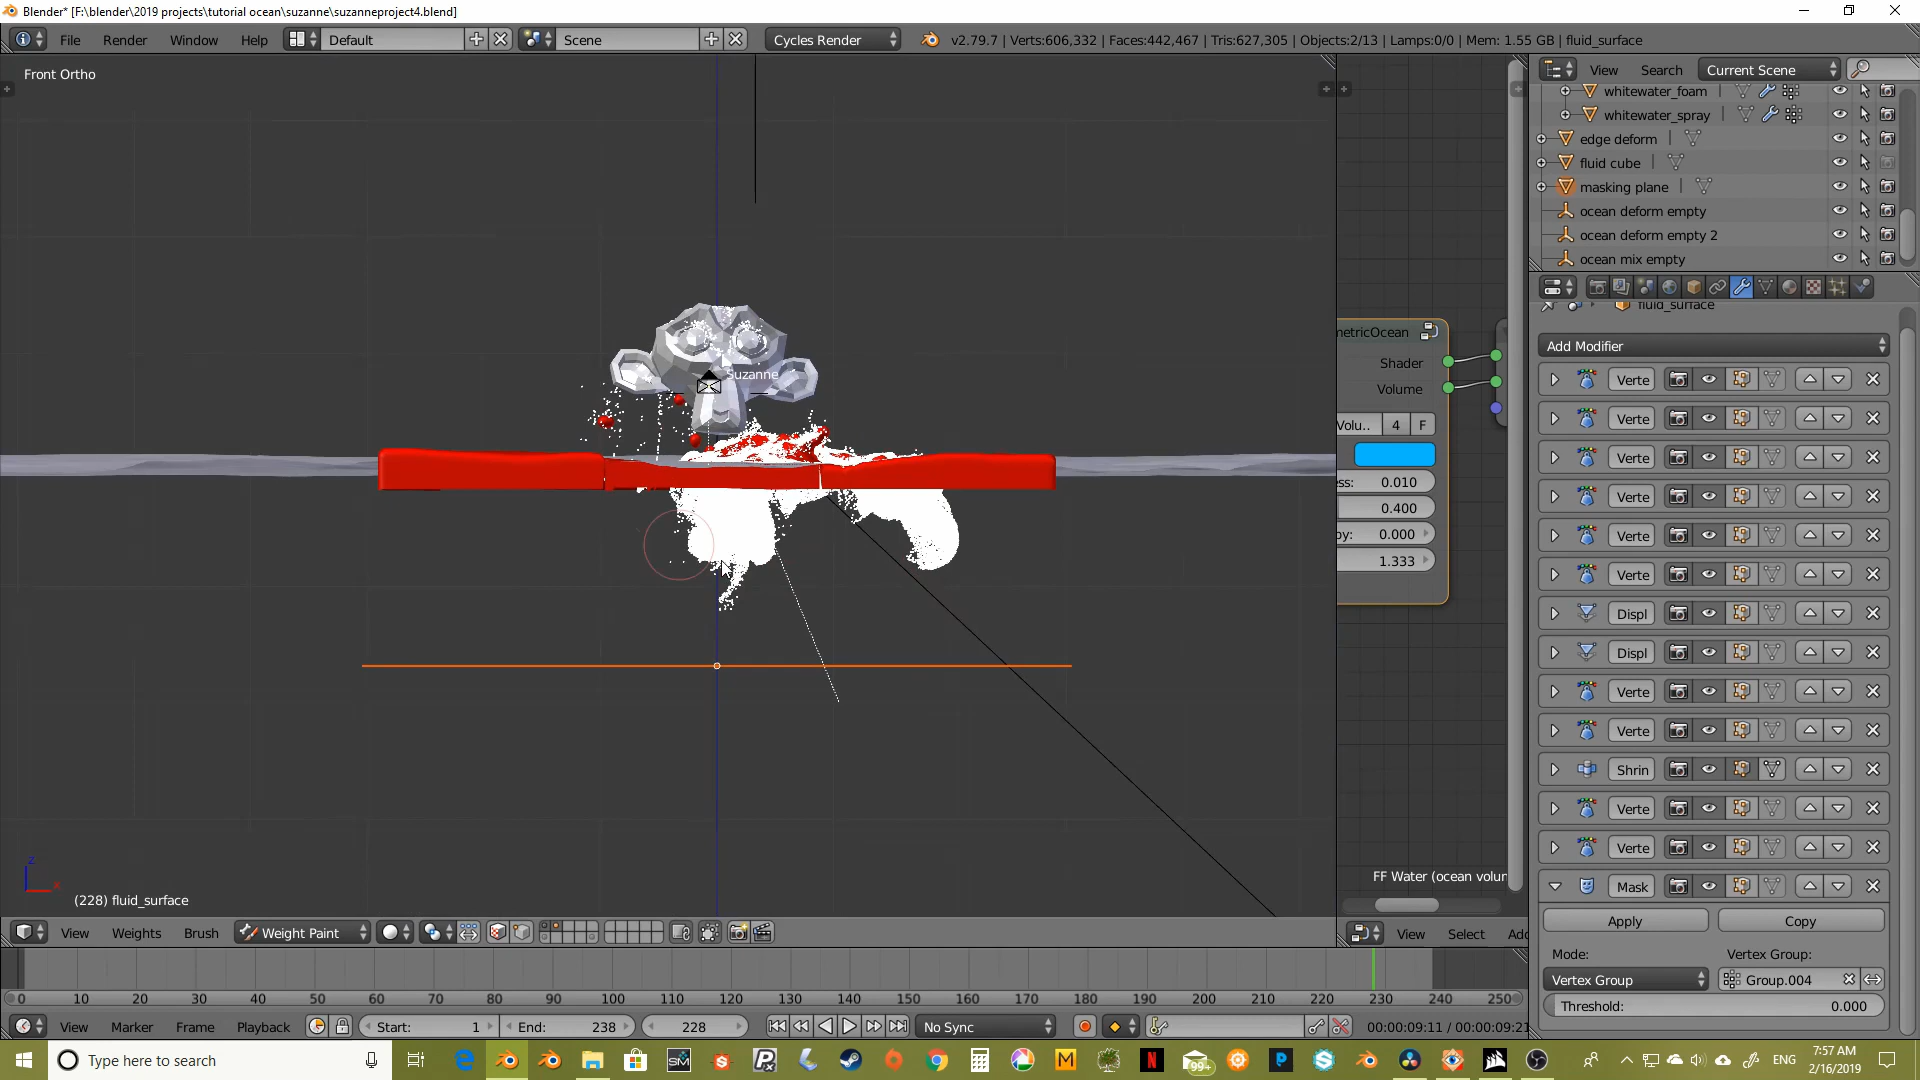 Blender* [F:\blender\2019 projects\tutorial ocean\suzanne\suzanneproject4.blend]
File Render Window Help Default Scene Cycles Render v2.79.7 | Verts:606,332 | Faces:442,467 | Tris:627,305 | Objects:2/13 | Lamps:0/0 | Mem: 1.55 GB | fluid_surface
Front Ortho
View Search Current Scene
whitewater_foam
whitewater_spray
edge deform
fluid cube
masking plane
ocean deform empty
ocean deform empty 2
ocean mix empty
fluid_surface
Add Modifier
Verte
Verte
Verte
Verte
Verte
Verte
Displ
Displ
Verte
Verte
Shrin
Verte
Verte
Mask
Apply Copy
Mode: Vertex Group:
Vertex Group Group.004
Threshold: 0.000
Suzanne
metricOcean
Shader
Volume
Volu.. 4 F
ess: 0.010
0.400
py: 0.000
1.333
FF Water (ocean volur
z
x
(228) fluid_surface
View Weights Brush Weight Paint
View Select Add
0 10 20 30 40 50 60 70 80 90 100 110 120 130 140 150 160 170 180 190 200 210 220 230 240 250
View Marker Frame Playback Start: 1 End: 238 228 No Sync 00:00:09:11 / 00:00:09:21
Type here to search
99+
ENG
7:57 AM
2/16/2019